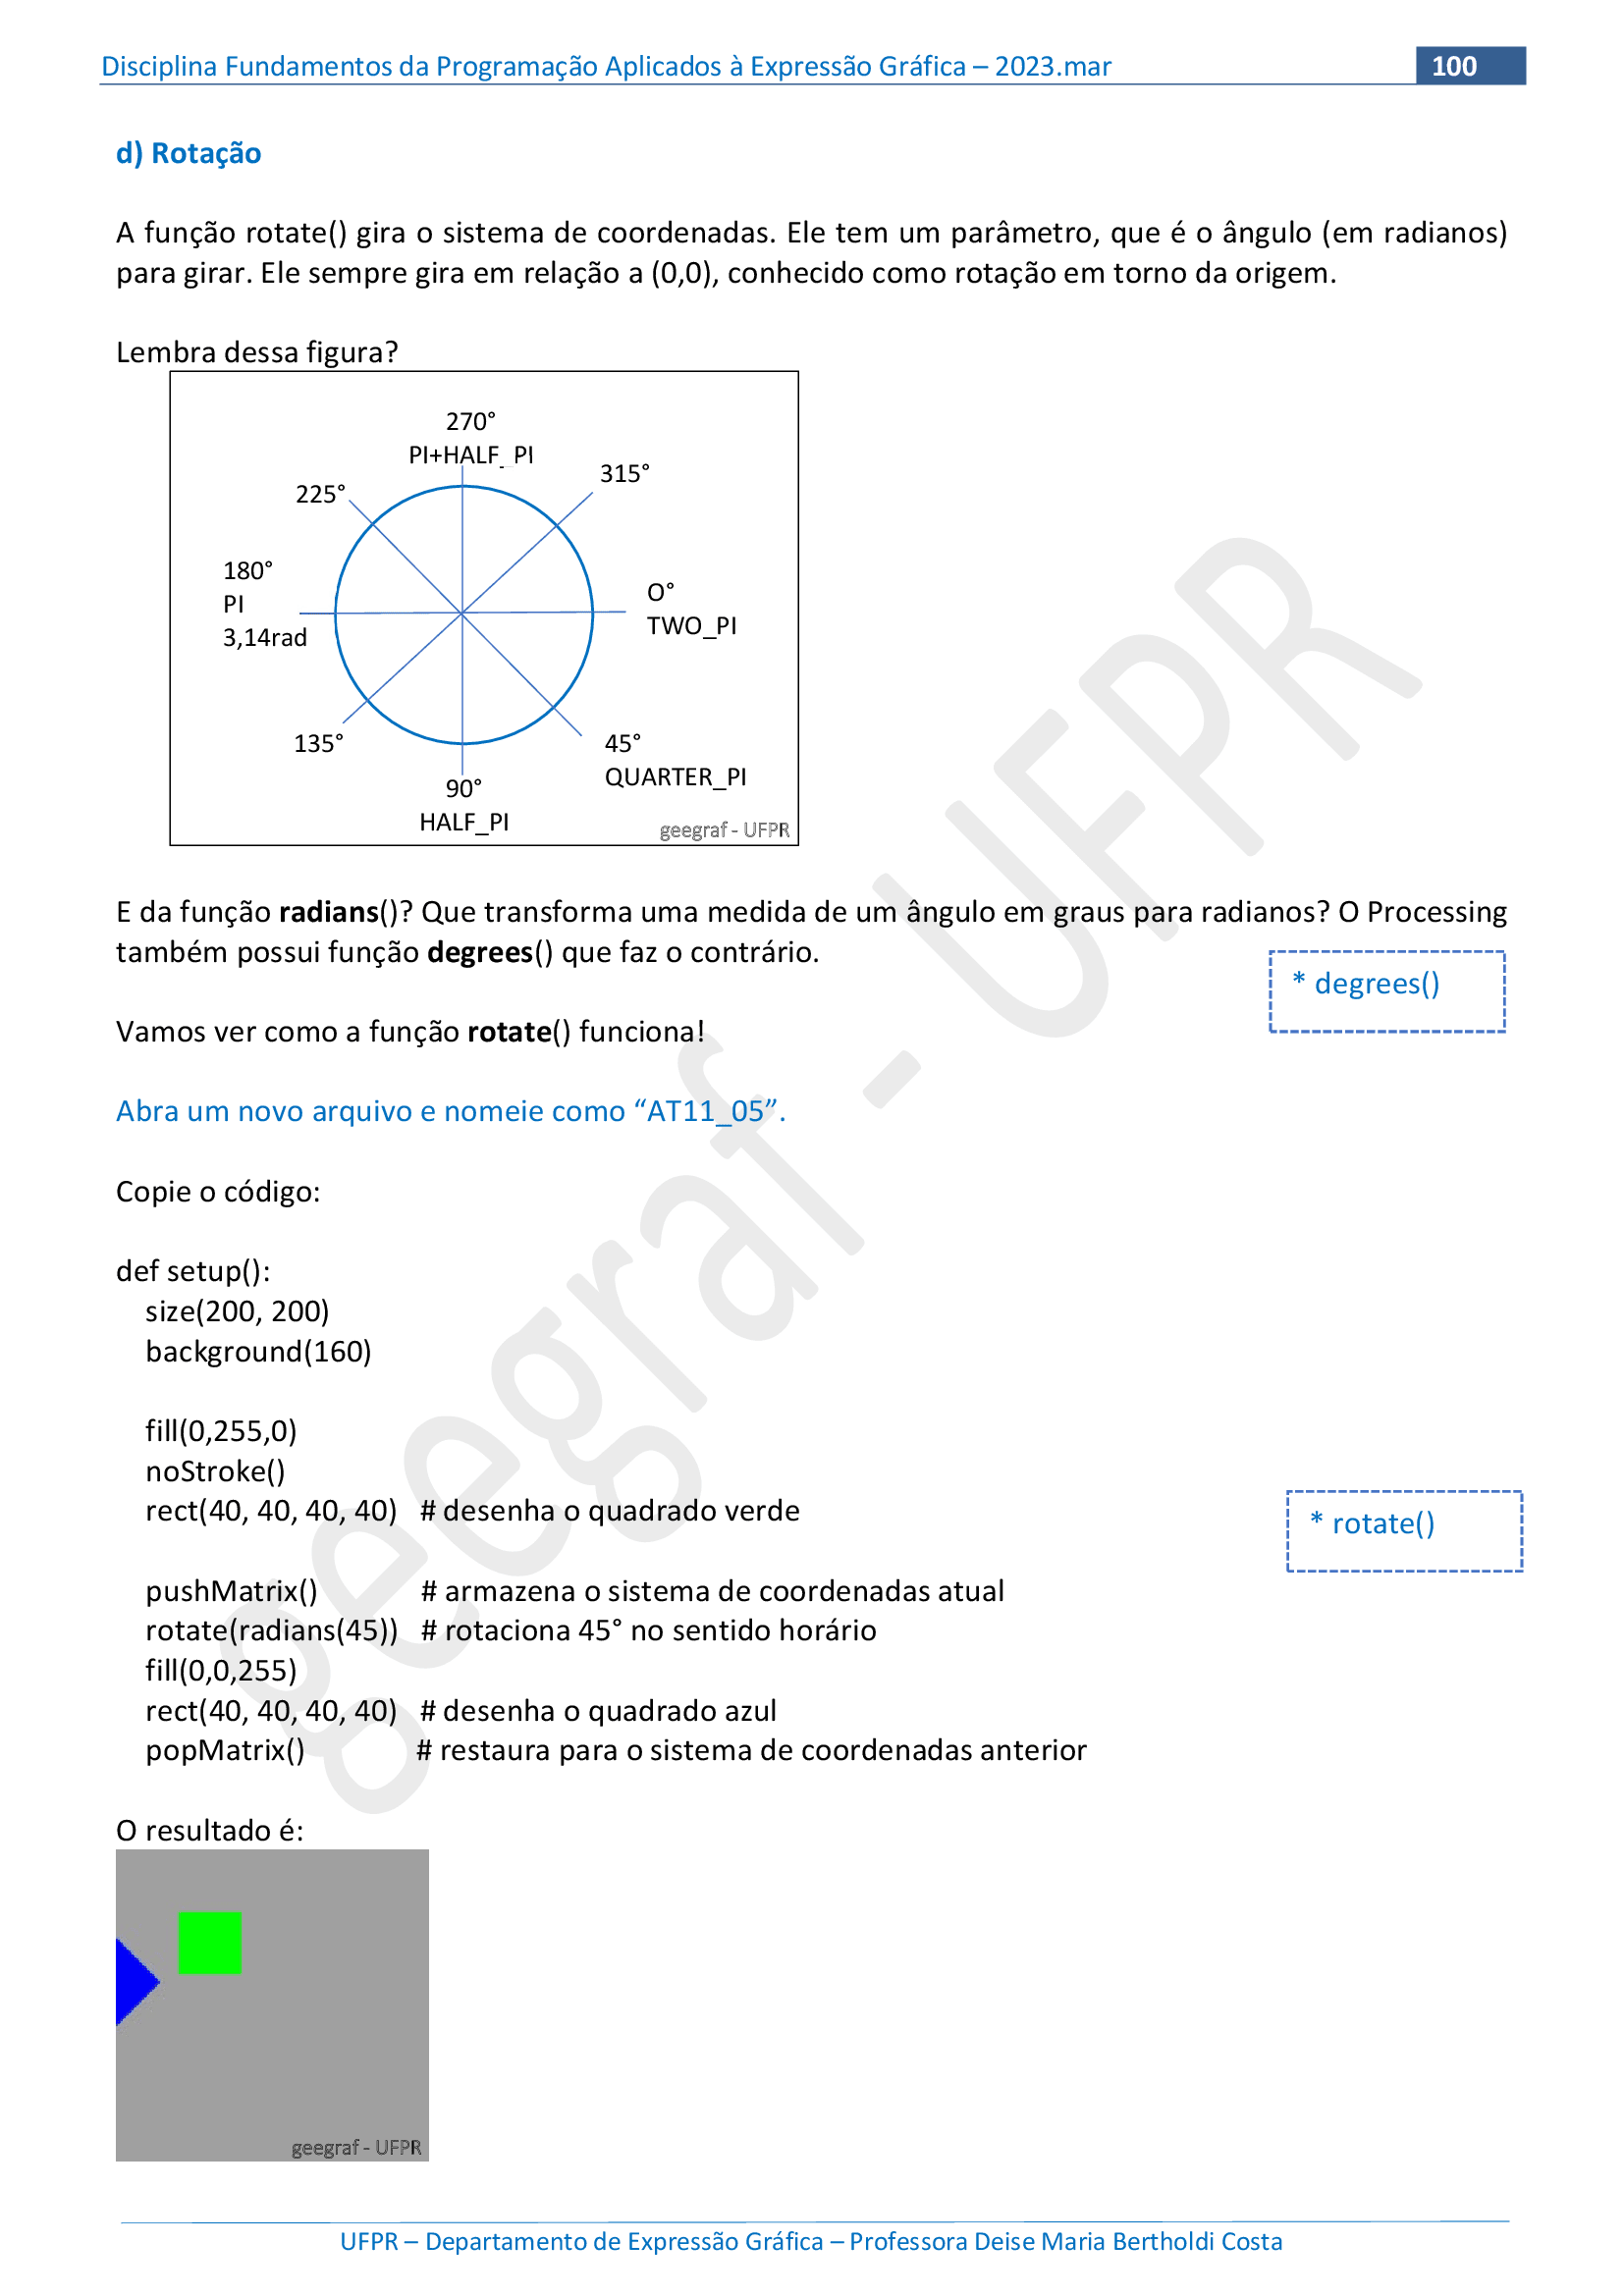 Disciplina Fundamentos da Programação Aplicados à Expressão Gráfica – 2023.mar
100
d) Rotação
A função rotate() gira o sistema de coordenadas. Ele tem um parâmetro, que é o ângulo (em radianos)
para girar. Ele sempre gira em relação a (0,0), conhecido como rotação em torno da origem.
Lembra dessa figura?
270°
PI+HALF_PI
315°
225°
180°
PI
3,14rad
O°
TWO_PI
135°
45°
QUARTER_PI
90°
HALF_PI
geegraf - UFPR
E da função radians()? Que transforma uma medida de um ângulo em graus para radianos? O Processing
também possui função degrees() que faz o contrário.
* degrees()
Vamos ver como a função rotate() funciona!
Abra um novo arquivo e nomeie como “AT11_05”.
Copie o código:
def setup():
size(200, 200)
background(160)
fill(0,255,0)
noStroke()
rect(40, 40, 40, 40) # desenha o quadrado verde
* rotate()
pushMatrix() # armazena o sistema de coordenadas atual
rotate(radians(45)) # rotaciona 45° no sentido horário
fill(0,0,255)
rect(40, 40, 40, 40) # desenha o quadrado azul
popMatrix() # restaura para o sistema de coordenadas anterior
O resultado é:
geegraf - UFPR
UFPR – Departamento de Expressão Gráfica – Professora Deise Maria Bertholdi Costa
geegraf - UFPR